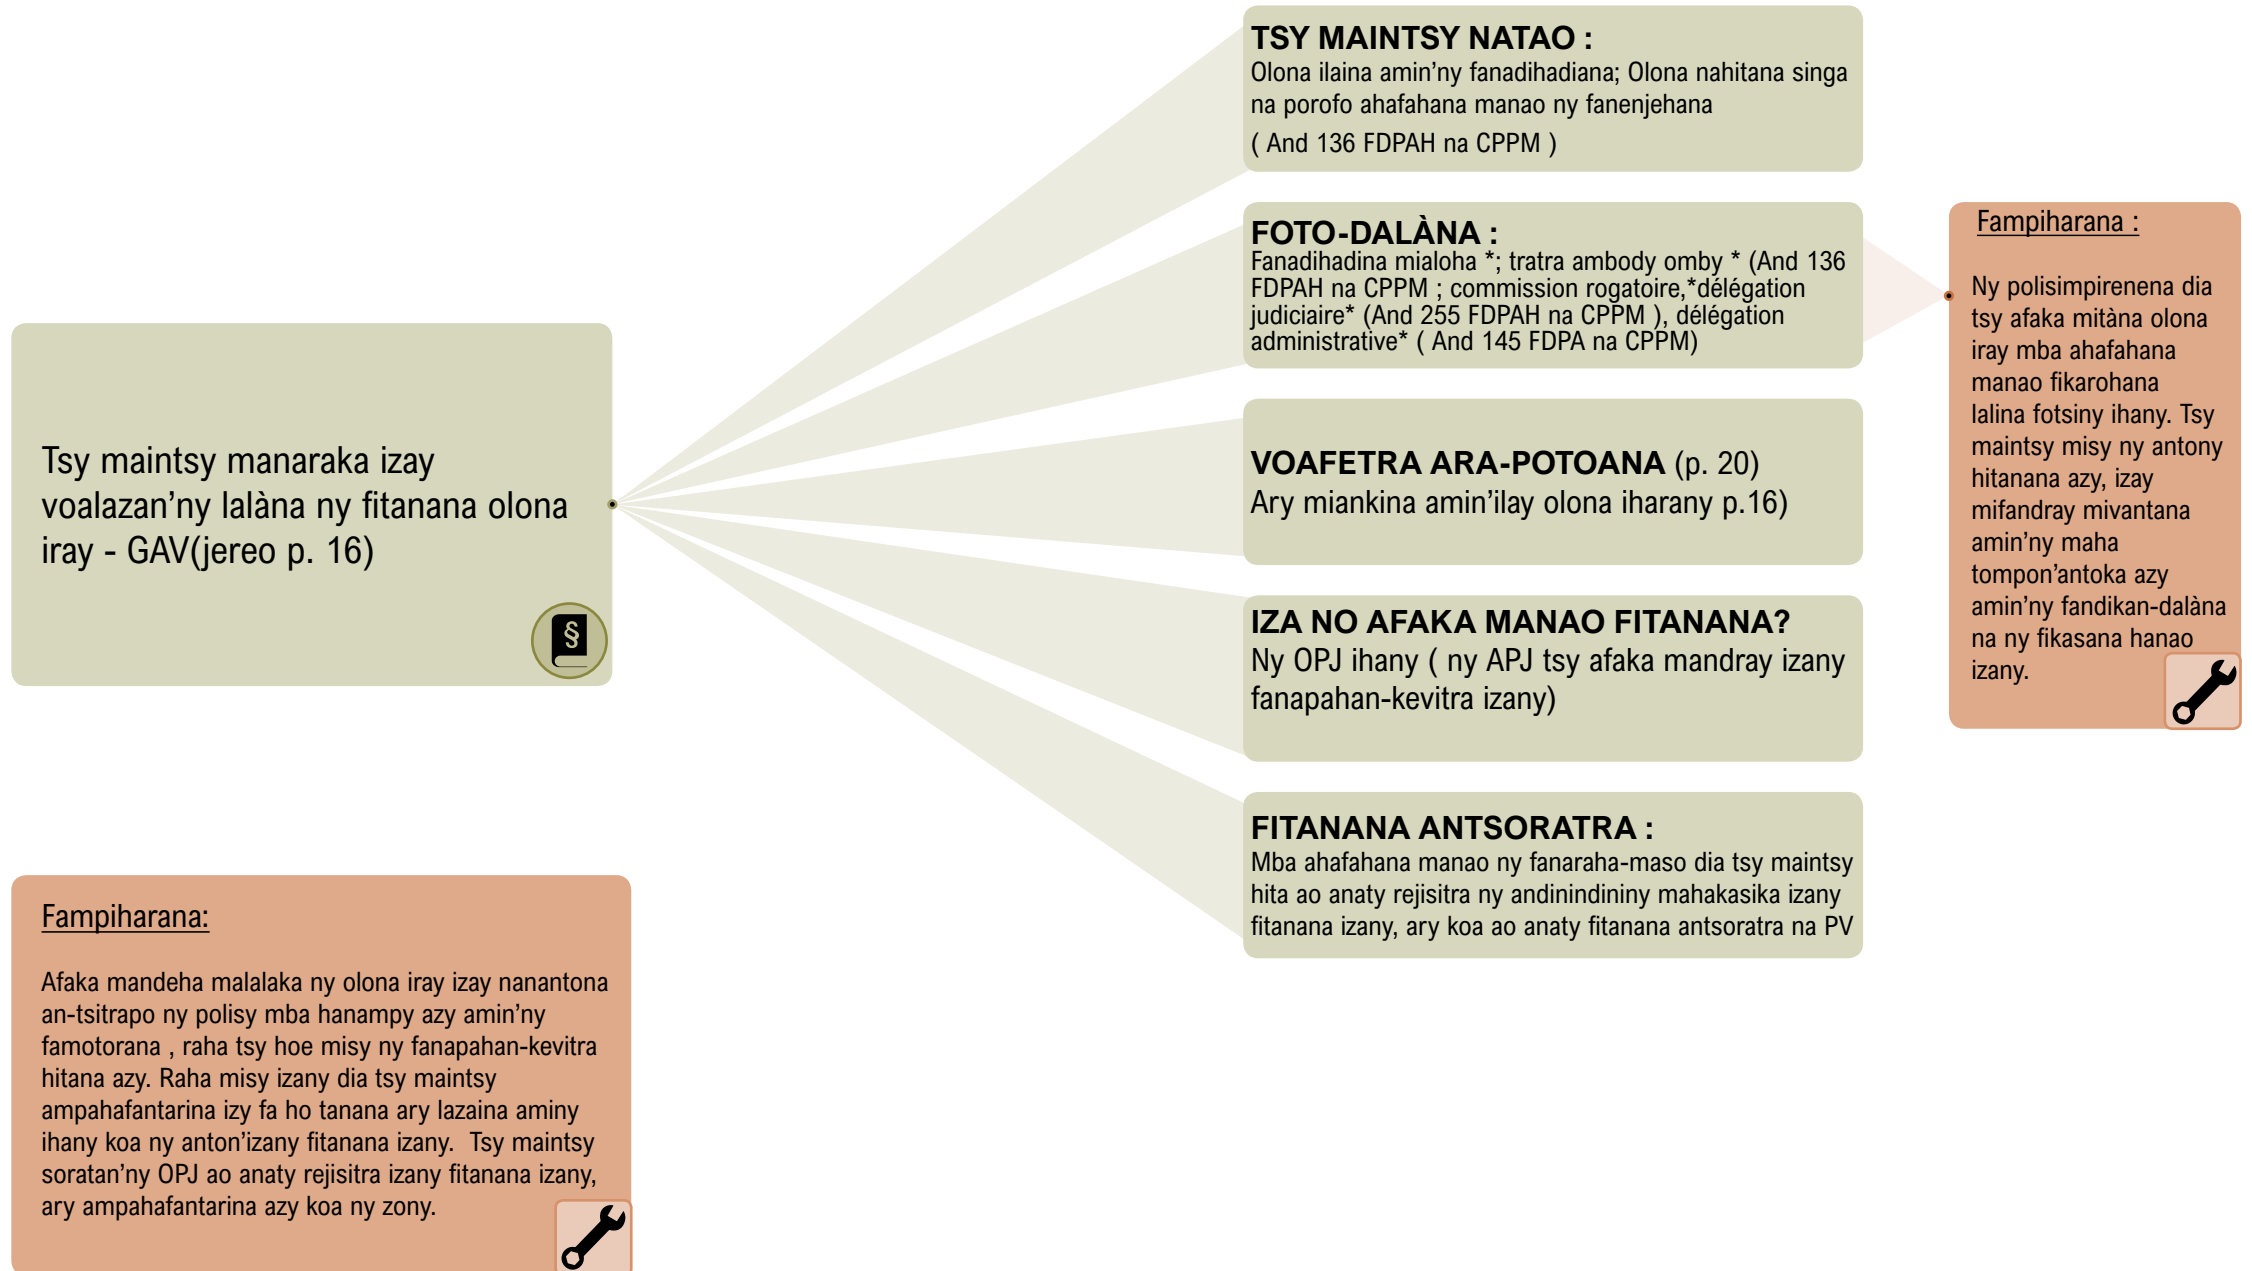 Tsy maintsy manaraka izay
voalazan’ny lalàna ny fitanana olona
iray - GAV(jereo p. 16)
§
TSY MAINTSY NATAO :
Olona ilaina amin’ny fanadihadiana; Olona nahitana singa
na porofo ahafahana manao ny fanenjehana
( And 136 FDPAH na CPPM )
FOTO-DALÀNA :
Fanadihadina mialoha *; tratra ambody omby * (And 136
FDPAH na CPPM ; commission rogatoire,*délégation
judiciaire* (And 255 FDPAH na CPPM ), délégation
administrative* ( And 145 FDPA na CPPM)
VOAFETRA ARA-POTOANA (p. 20)
Ary miankina amin’ilay olona iharany p.16)
IZA NO AFAKA MANAO FITANANA?
Ny OPJ ihany ( ny APJ tsy afaka mandray izany
fanapahan-kevitra izany)
FITANANA ANTSORATRA :
Mba ahafahana manao ny fanaraha-maso dia tsy maintsy
hita ao anaty rejisitra ny andinindininy mahakasika izany
fitanana izany, ary koa ao anaty fitanana antsoratra na PV
Fampiharana :
Ny polisimpirenena dia
tsy afaka mitàna olona
iray mba ahafahana
manao fikarohana
lalina fotsiny ihany. Tsy
maintsy misy ny antony
hitanana azy, izay
mifandray mivantana
amin’ny maha
tompon’antoka azy
amin’ny fandikan-dalàna
na ny fikasana hanao
izany.
Fampiharana:
Afaka mandeha malalaka ny olona iray izay nanantona
an-tsitrapo ny polisy mba hanampy azy amin’ny
famotorana , raha tsy hoe misy ny fanapahan-kevitra
hitana azy. Raha misy izany dia tsy maintsy
ampahafantarina izy fa ho tanana ary lazaina aminy
ihany koa ny anton’izany fitanana izany.  Tsy maintsy
soratan’ny OPJ ao anaty rejisitra izany fitanana izany,
ary ampahafantarina azy koa ny zony.